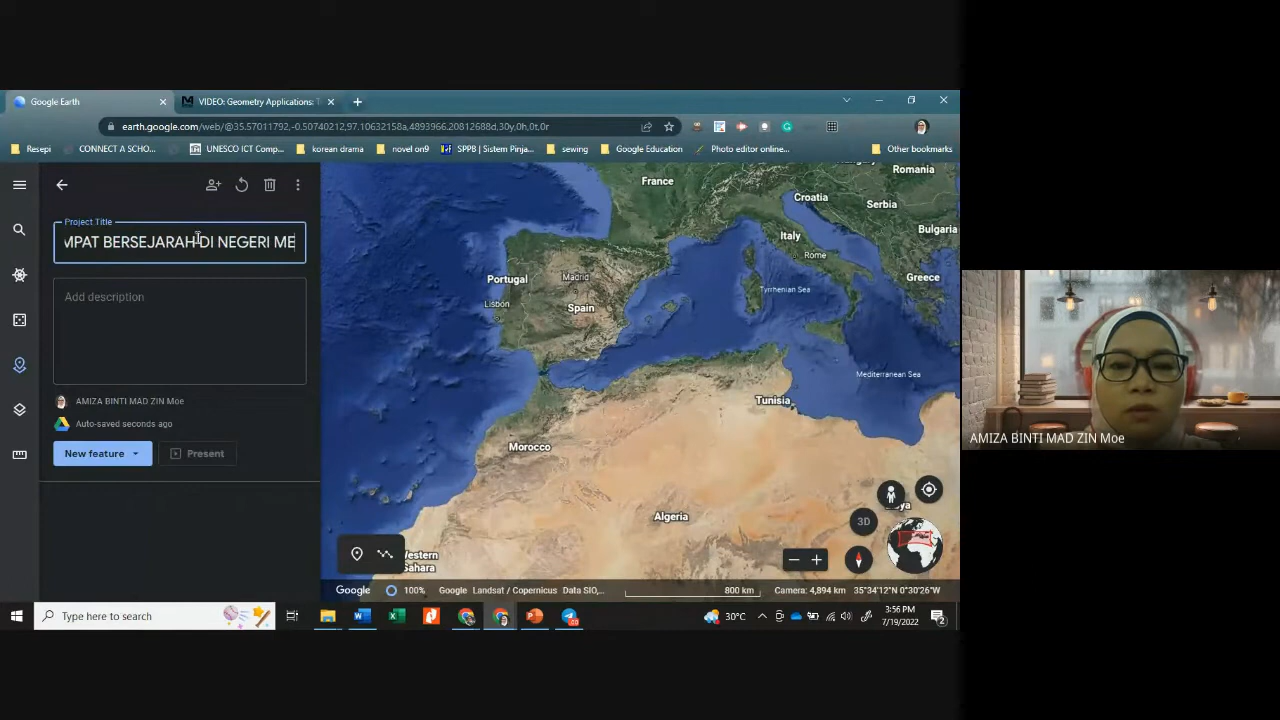 Google Earth
VIDEO: Geometry Applications: T
earth.google.com/web/@35.57011792,-0.50740212,97.10632158a,4893966.20812688d,30y,0h,0t,0r
Resepi
CONNECT A SCHO...
UNESCO ICT Comp...
korean drama
novel on9
SPPB | Sistem Pinja...
sewing
Google Education
Photo editor online...
Other bookmarks
Project Title
MPAT BERSEJARAH DI NEGERI ME
Add description
AMIZA BINTI MAD ZIN Moe
Auto-saved seconds ago
New feature
Present
France
Croatia
Romania
Serbia
Italy
Bulgaria
Rome
Portugal
Madrid
Greece
Tyrrhenian Sea
Lisbon
Spain
Mediterranean Sea
Tunisia
Morocco
Algeria
Western
Sahara
3D
Google
100%
Google
Landsat / Copernicus
Data SIO,...
800 km
Camera: 4,894 km
35°34'12"N 0°30'26"W
Type here to search
30°C
3:56 PM
7/19/2022
2
AMIZA BINTI MAD ZIN Moe